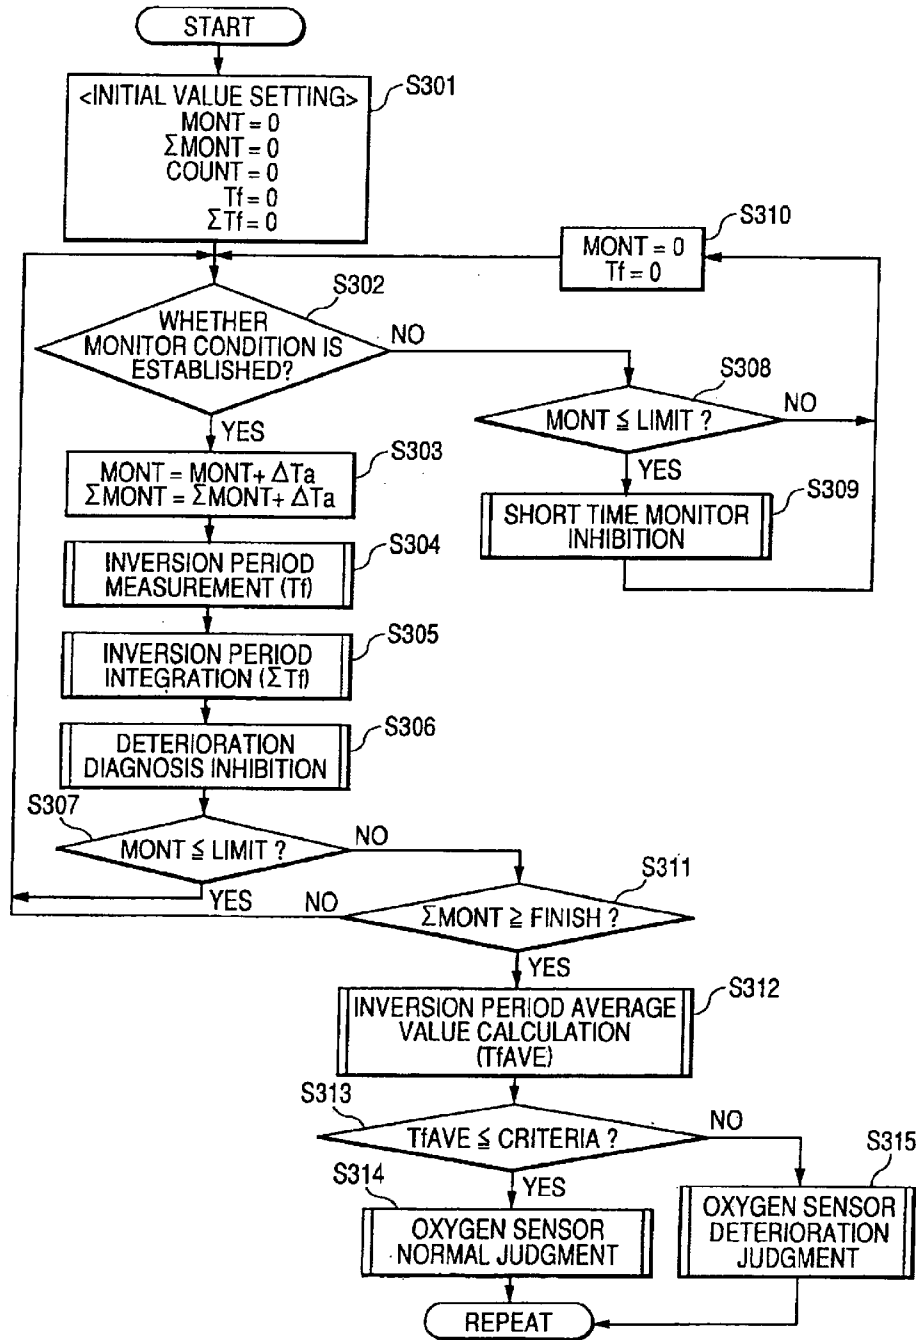 START
S301
<INITIAL VALUE SETTING>
MONT = 0
ΣMONT = 0
COUNT = 0
Tf = 0
ΣTf = 0
S310
MONT = 0
Tf = 0
S302
WHETHER
MONITOR CONDITION IS
ESTABLISHED?
NO
YES
S308
MONT ≦ LIMIT ?
NO
YES
S303
MONT = MONT+ ΔTa
ΣMONT = ΣMONT+ ΔTa
S309
SHORT TIME MONITOR
INHIBITION
S304
INVERSION PERIOD
MEASUREMENT (Tf)
S305
INVERSION PERIOD
INTEGRATION (ΣTf)
S306
DETERIORATION
DIAGNOSIS INHIBITION
S307
MONT ≦ LIMIT ?
NO
YES
S311
ΣMONT ≧ FINISH ?
NO
YES
S312
INVERSION PERIOD AVERAGE
VALUE CALCULATION
(TfAVE)
S313
TfAVE ≦ CRITERIA ?
NO
YES
S314
OXYGEN SENSOR
NORMAL JUDGMENT
S315
OXYGEN SENSOR
DETERIORATION
JUDGMENT
REPEAT